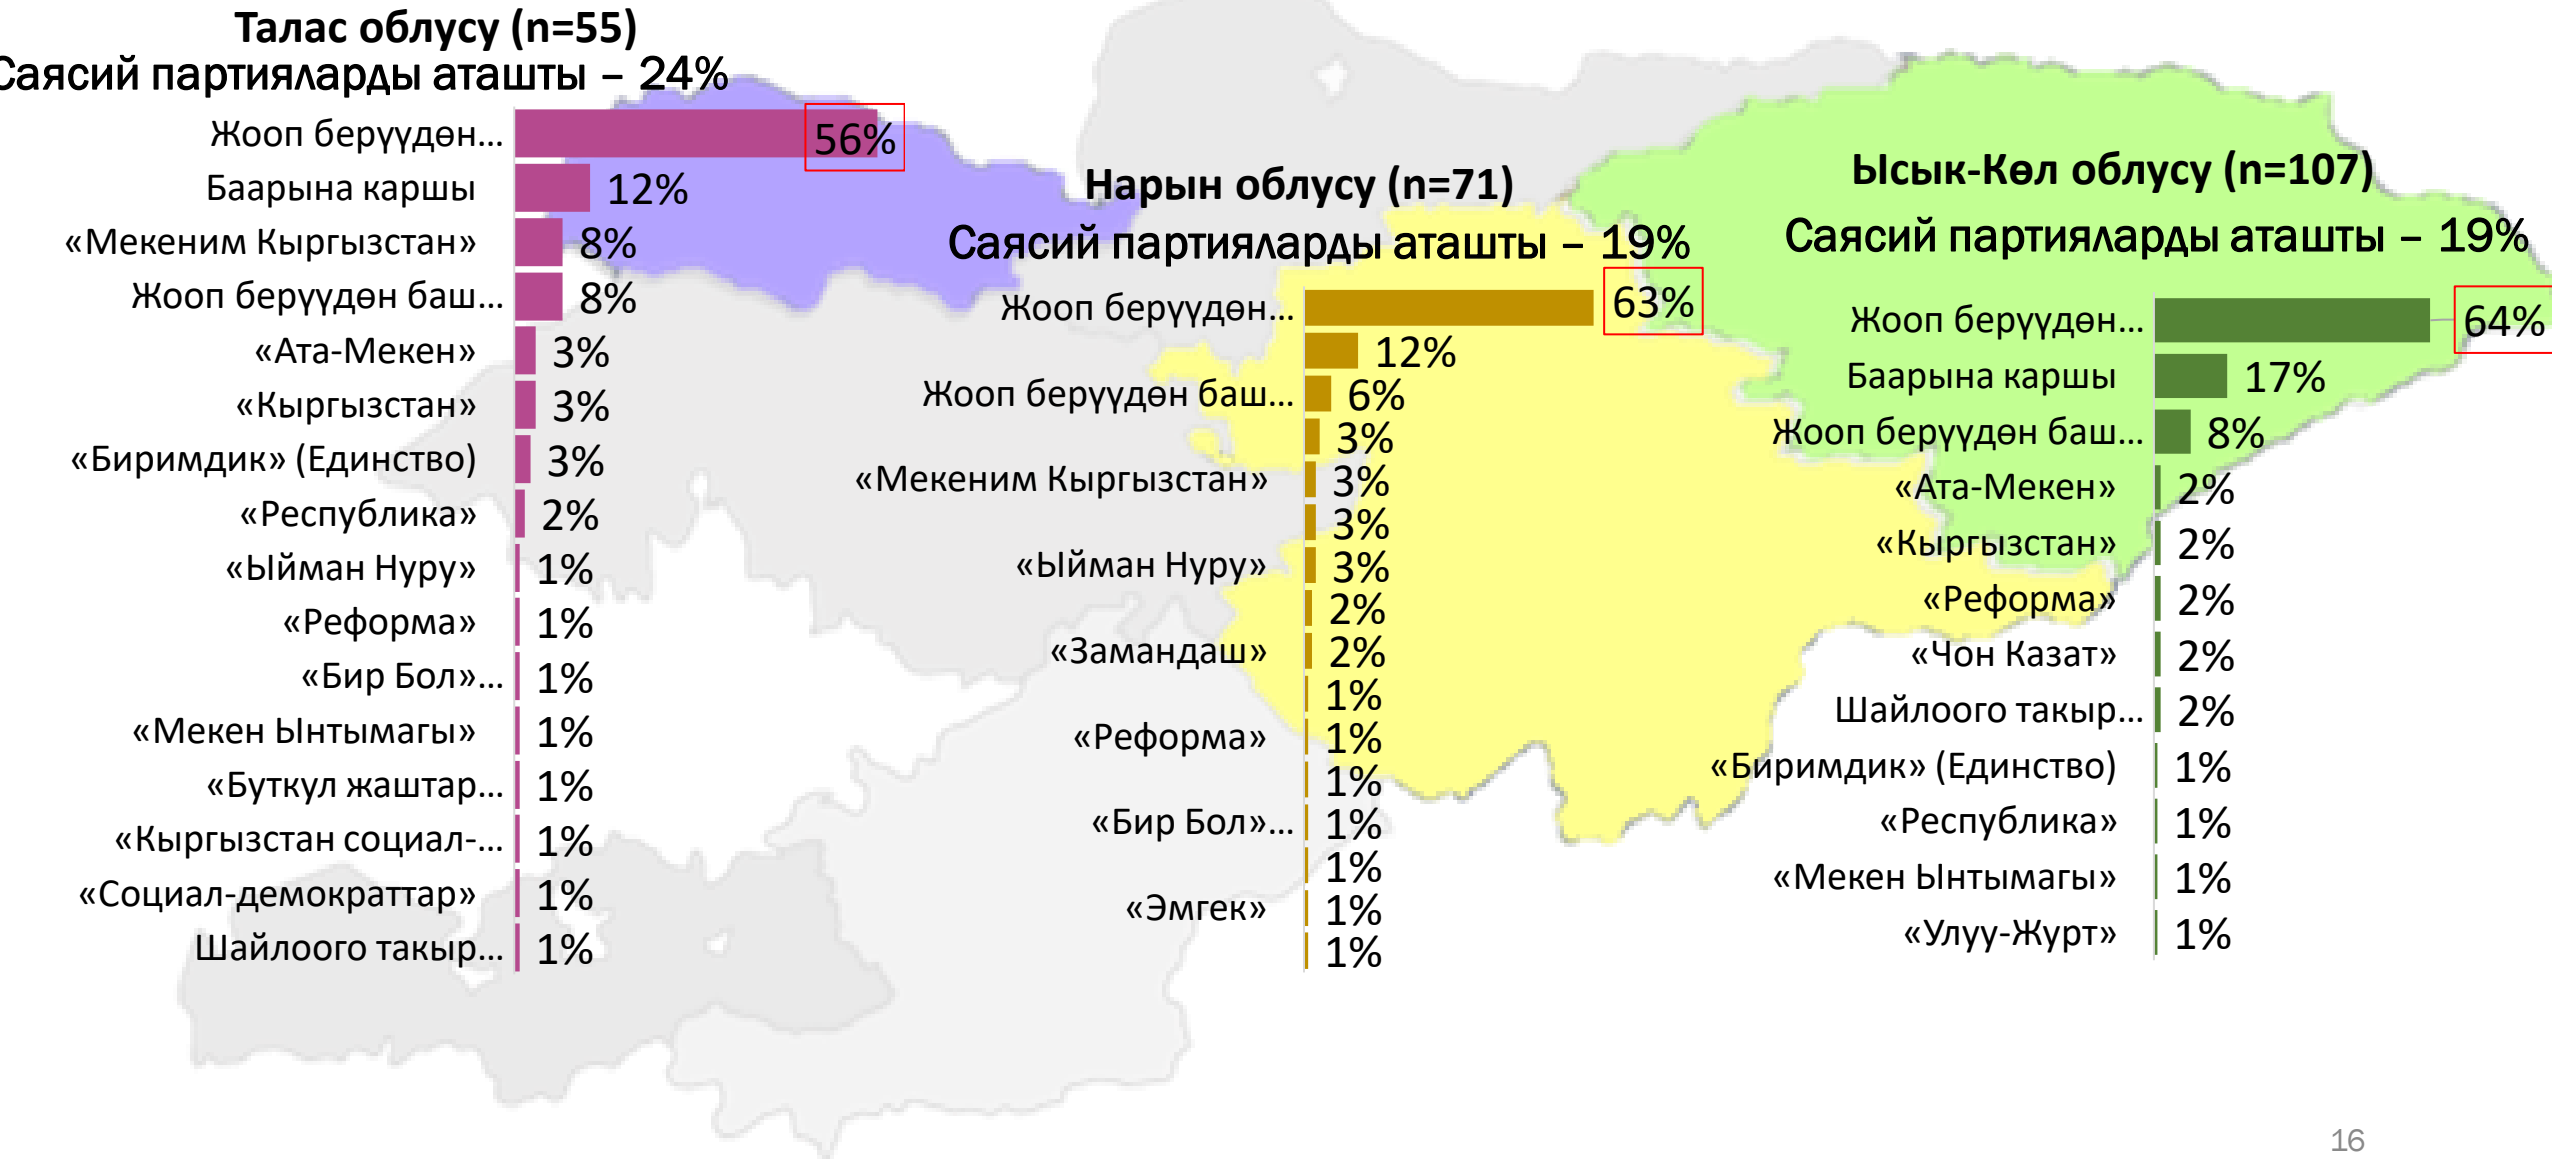 Талас облусу (n=55)
Саясий партияларды аташты – 24%
Жооп берүүдөн... 56%
Баарына каршы 12%
«Мекеним Кыргызстан» 8%
Жооп берүүдөн баш... 8%
«Ата-Мекен» 3%
«Кыргызстан» 3%
«Биримдик» (Единство) 3%
«Республика» 2%
«Ыйман Нуру» 1%
«Реформа» 1%
«Бир Бол»... 1%
«Мекен Ынтымагы» 1%
«Буткул жаштар... 1%
«Кыргызстан социал-... 1%
«Социал-демократтар» 1%
Шайлоого такыр... 1%
Нарын облусу (n=71)
Саясий партияларды аташты – 19%
Жооп берүүдөн... 63%
12%
Жооп берүүдөн баш... 6%
3%
«Мекеним Кыргызстан» 3%
3%
«Ыйман Нуру» 3%
2%
«Замандаш» 2%
1%
«Реформа» 1%
1%
«Бир Бол»... 1%
1%
«Эмгек» 1%
1%
Ысык-Көл облусу (n=107)
Саясий партияларды аташты – 19%
Жооп берүүдөн... 64%
Баарына каршы 17%
Жооп берүүдөн баш... 8%
«Ата-Мекен» 2%
«Кыргызстан» 2%
«Реформа» 2%
«Чон Казат» 2%
Шайлоого такыр... 2%
«Биримдик» (Единство) 1%
«Республика» 1%
«Мекен Ынтымагы» 1%
«Улуу-Журт» 1%
16